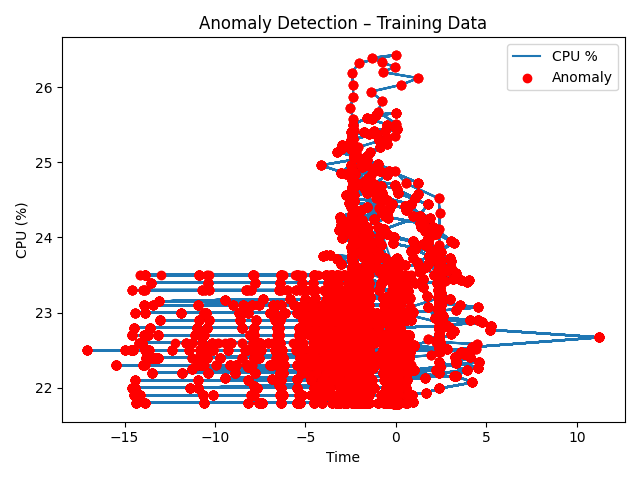 Anomaly Detection – Training Data
CPU %
Anomaly
CPU (%)
26
25
24
23
22
−15
−10
−5
0
5
10
Time